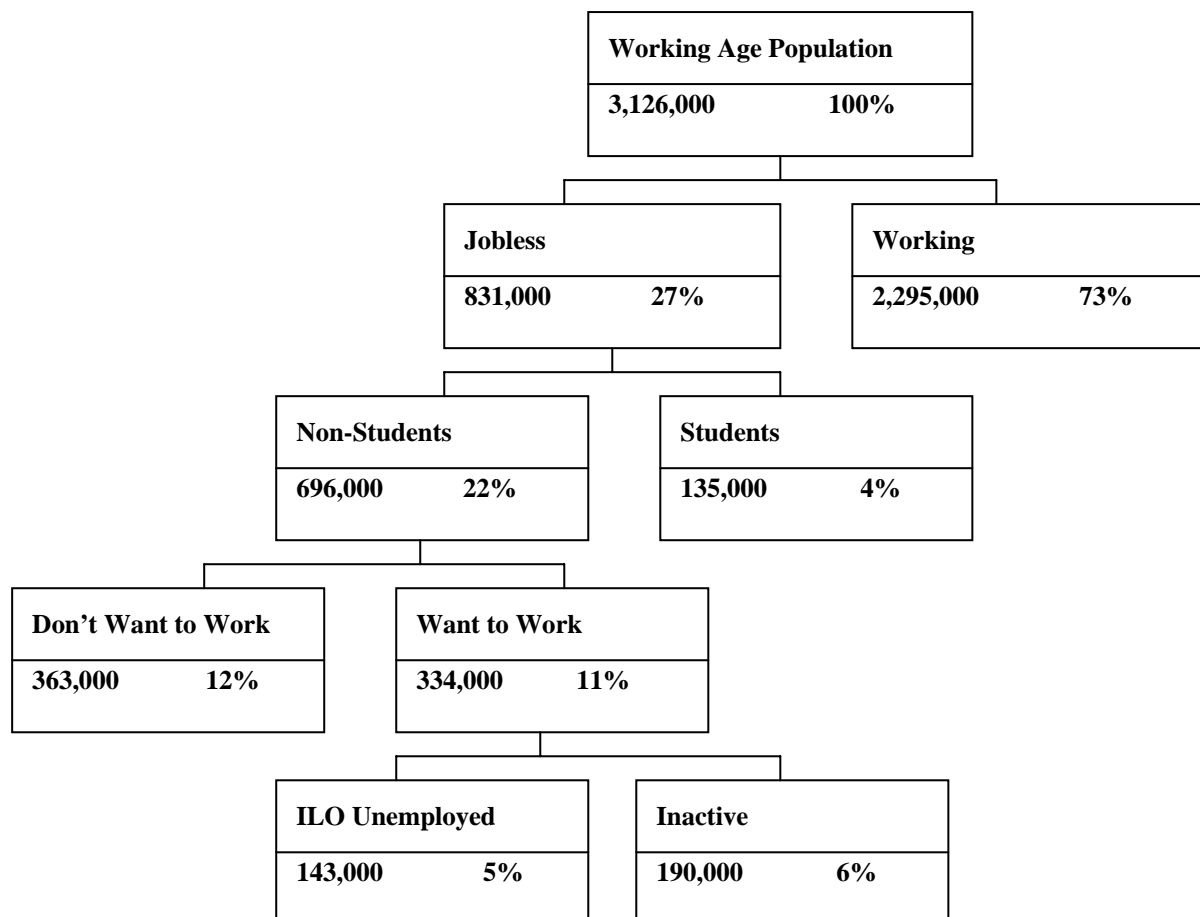 Working Age Population
3,126,000 100%
Jobless
831,000 27%
Working
2,295,000 73%
Non-Students
696,000 22%
Students
135,000 4%
Don’t Want to Work
363,000 12%
Want to Work
334,000 11%
ILO Unemployed
143,000 5%
Inactive
190,000 6%